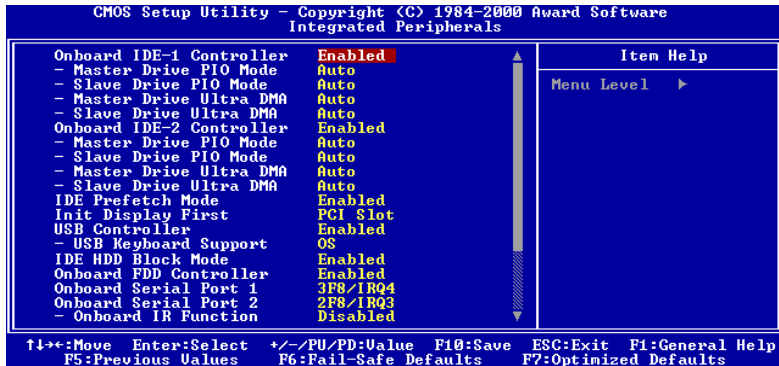 CMOS Setup Utility – Copyright (C) 1984-2000 Award Software
Integrated Peripherals
Onboard IDE-1 Controller Enabled
- Master Drive PIO Mode Auto
- Slave Drive PIO Mode Auto
- Master Drive Ultra DMA Auto
- Slave Drive Ultra DMA Auto
Onboard IDE-2 Controller Enabled
- Master Drive PIO Mode Auto
- Slave Drive PIO Mode Auto
- Master Drive Ultra DMA Auto
- Slave Drive Ultra DMA Auto
IDE Prefetch Mode Enabled
Init Display First PCI Slot
USB Controller Enabled
- USB Keyboard Support OS
IDE HDD Block Mode Enabled
Onboard FDD Controller Enabled
Onboard Serial Port 1 3F8/IRQ4
Onboard Serial Port 2 2F8/IRQ3
- Onboard IR Function Disabled
Item Help
Menu Level ▶
↑↓→←:Move Enter:Select +/-/PU/PD:Value F10:Save ESC:Exit F1:General Help
F5:Previous Values F6:Fail-Safe Defaults F7:Optimized Defaults